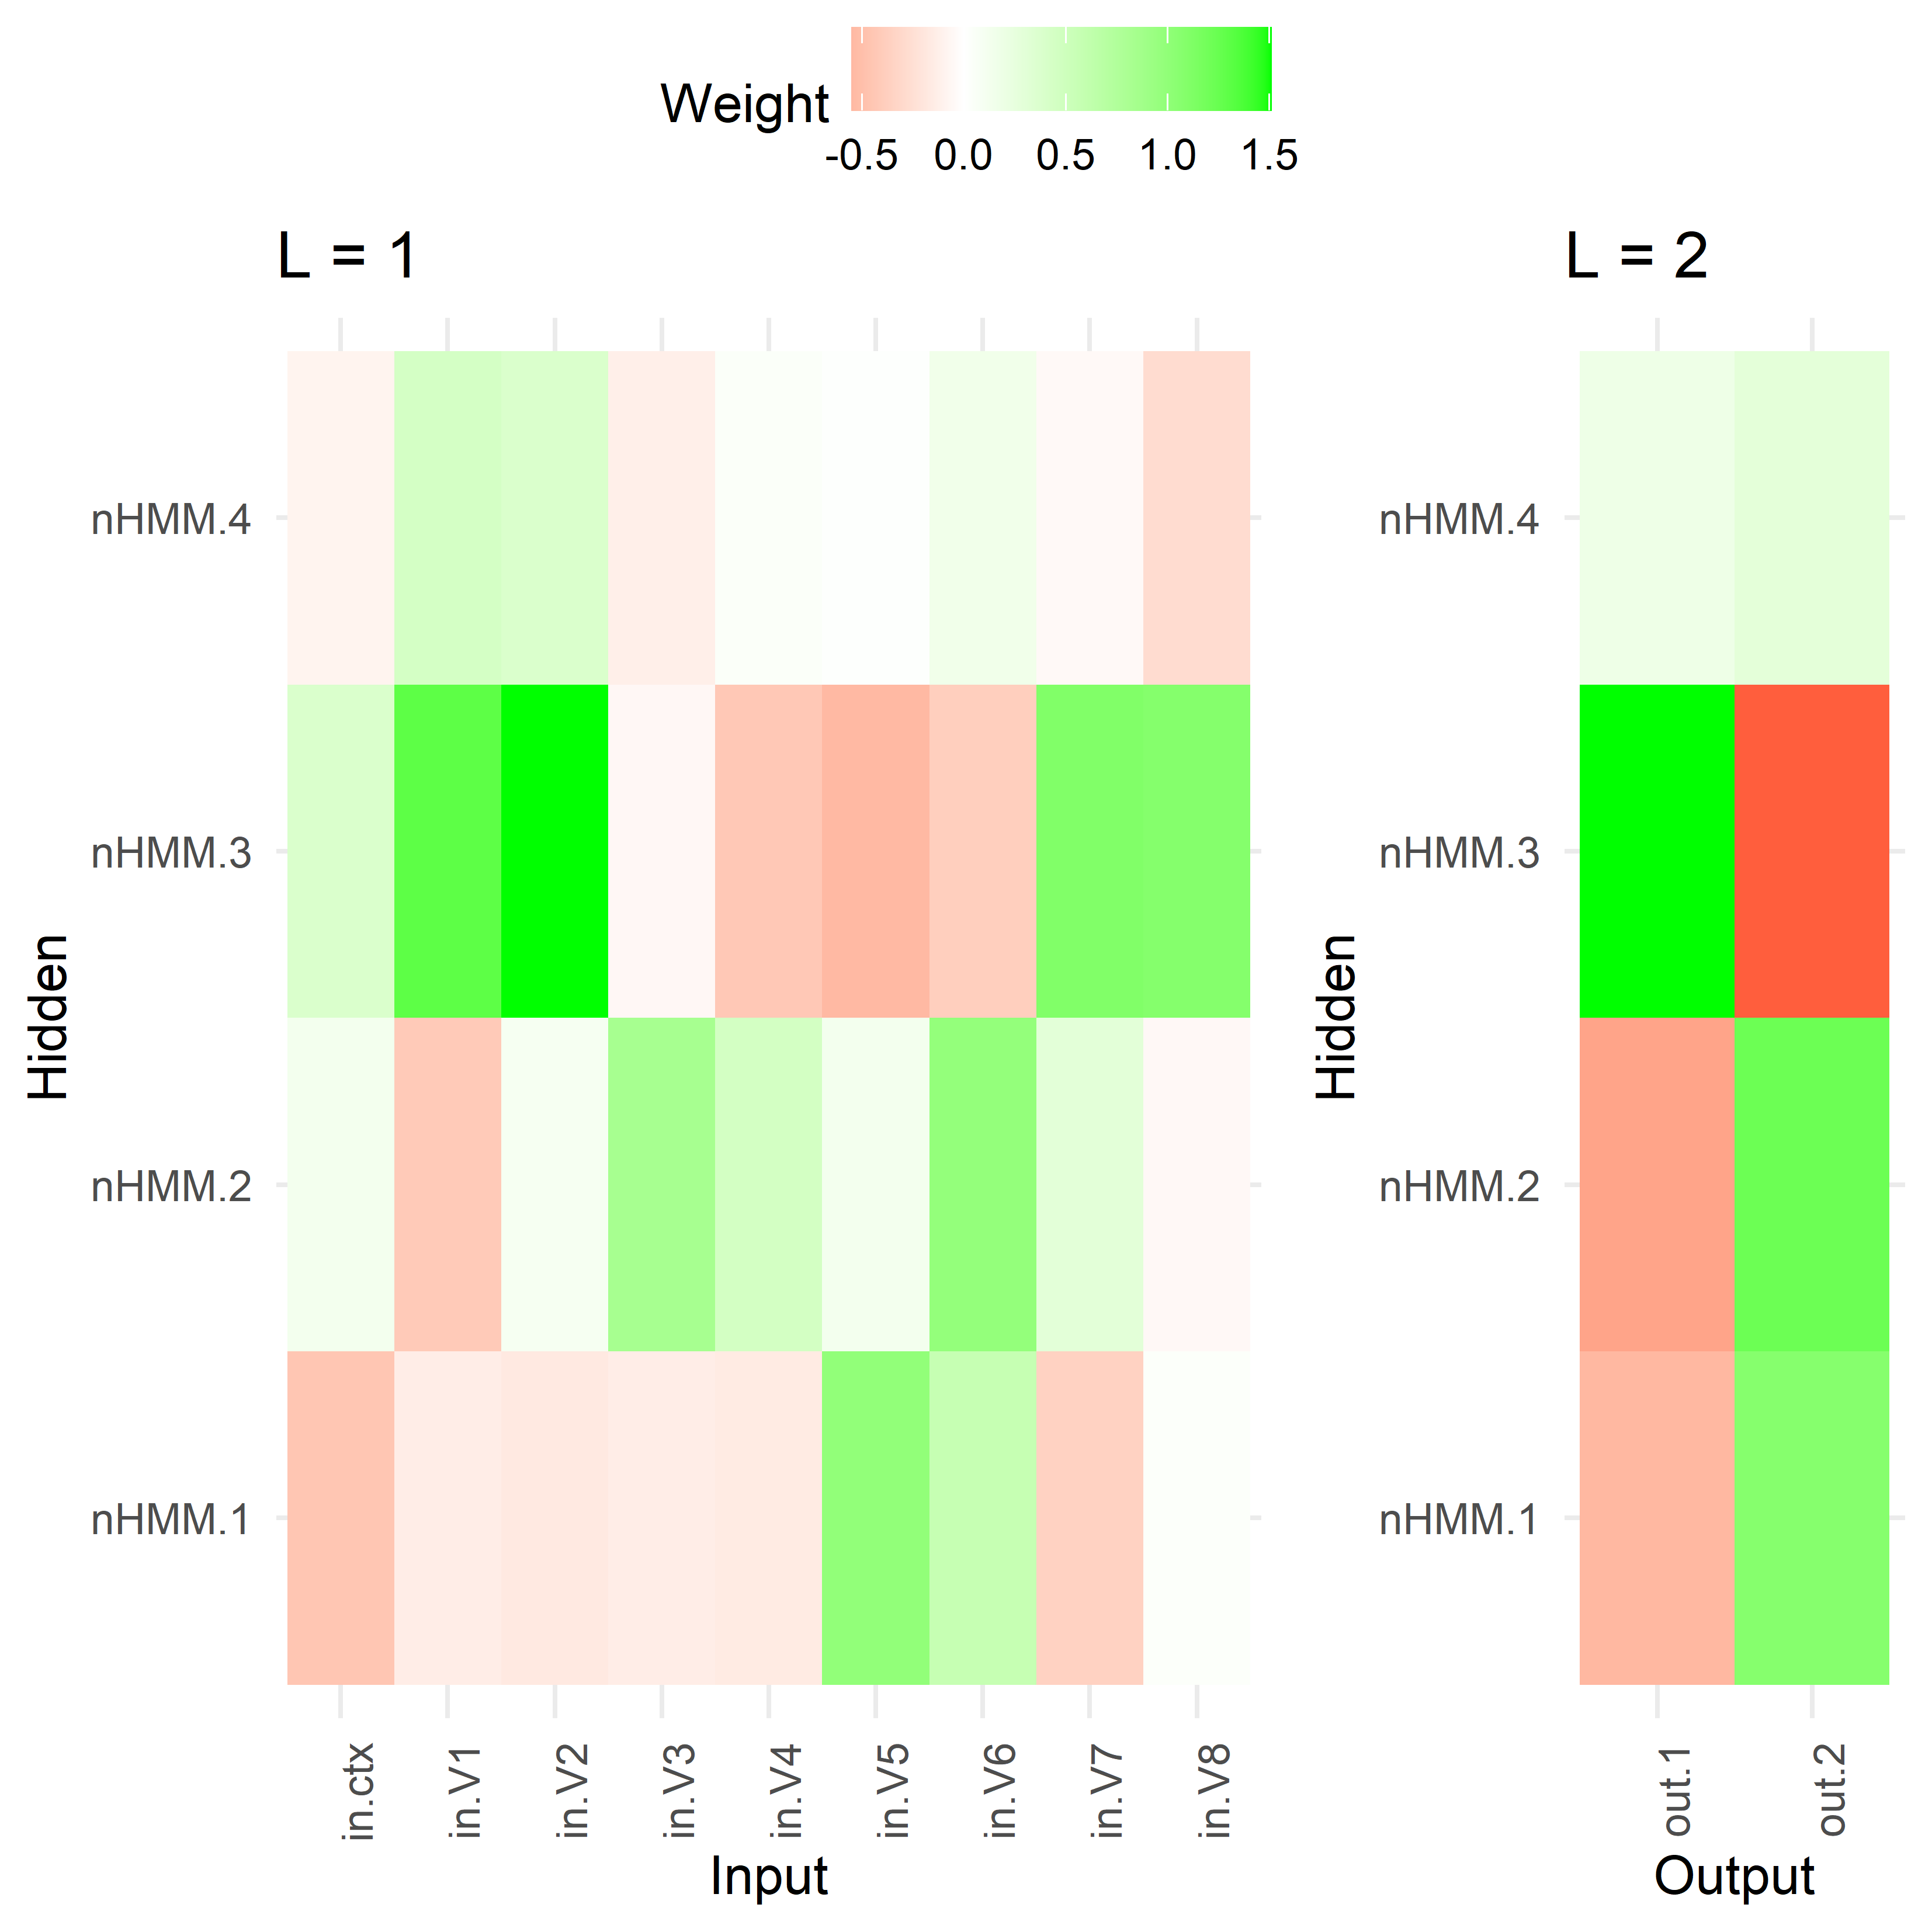 Weight
-0.5 0.0 0.5 1.0 1.5
L = 1
L = 2
Hidden
nHMM.4
nHMM.3
nHMM.2
nHMM.1
in.ctx in.V1 in.V2 in.V3 in.V4 in.V5 in.V6 in.V7 in.V8
Input
Hidden
nHMM.4
nHMM.3
nHMM.2
nHMM.1
out.1 out.2
Output